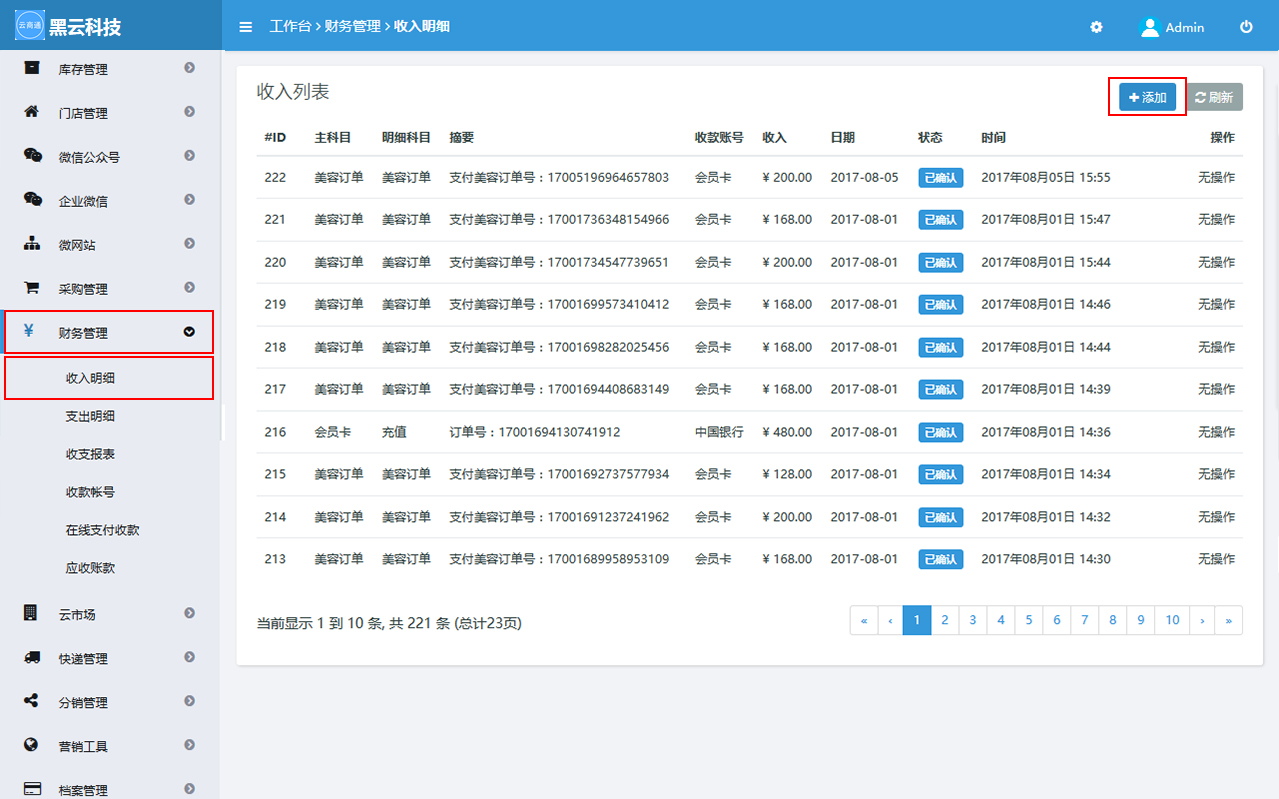 云商通 黑云科技
工作台 › 财务管理 › 收入明细
Admin
库存管理
门店管理
微信公众号
企业微信
微网站
采购管理
¥ 财务管理
收入明细
支出明细
收支报表
收款帐号
在线支付收款
应收账款
云市场
快递管理
分销管理
营销工具
档案管理
收入列表
添加 刷新
#ID 主科目 明细科目 摘要 收款账号 收入 日期 状态 时间 操作
222 美容订单 美容订单 支付美容订单号：17005196964657803 会员卡 ¥ 200.00 2017-08-05 已确认 2017年08月05日 15:55 无操作
221 美容订单 美容订单 支付美容订单号：17001736348154966 会员卡 ¥ 168.00 2017-08-01 已确认 2017年08月01日 15:47 无操作
220 美容订单 美容订单 支付美容订单号：17001734547739651 会员卡 ¥ 200.00 2017-08-01 已确认 2017年08月01日 15:44 无操作
219 美容订单 美容订单 支付美容订单号：17001699573410412 会员卡 ¥ 168.00 2017-08-01 已确认 2017年08月01日 14:46 无操作
218 美容订单 美容订单 支付美容订单号：17001698282025456 会员卡 ¥ 168.00 2017-08-01 已确认 2017年08月01日 14:44 无操作
217 美容订单 美容订单 支付美容订单号：17001694408683149 会员卡 ¥ 168.00 2017-08-01 已确认 2017年08月01日 14:39 无操作
216 会员卡 充值 订单号：17001694130741912 中国银行 ¥ 480.00 2017-08-01 已确认 2017年08月01日 14:36 无操作
215 美容订单 美容订单 支付美容订单号：17001692737577934 会员卡 ¥ 128.00 2017-08-01 已确认 2017年08月01日 14:34 无操作
214 美容订单 美容订单 支付美容订单号：17001691237241962 会员卡 ¥ 200.00 2017-08-01 已确认 2017年08月01日 14:32 无操作
213 美容订单 美容订单 支付美容订单号：17001689958953109 会员卡 ¥ 168.00 2017-08-01 已确认 2017年08月01日 14:30 无操作
当前显示 1 到 10 条, 共 221 条 (总计23页)
« ‹ 1 2 3 4 5 6 7 8 9 10 › »